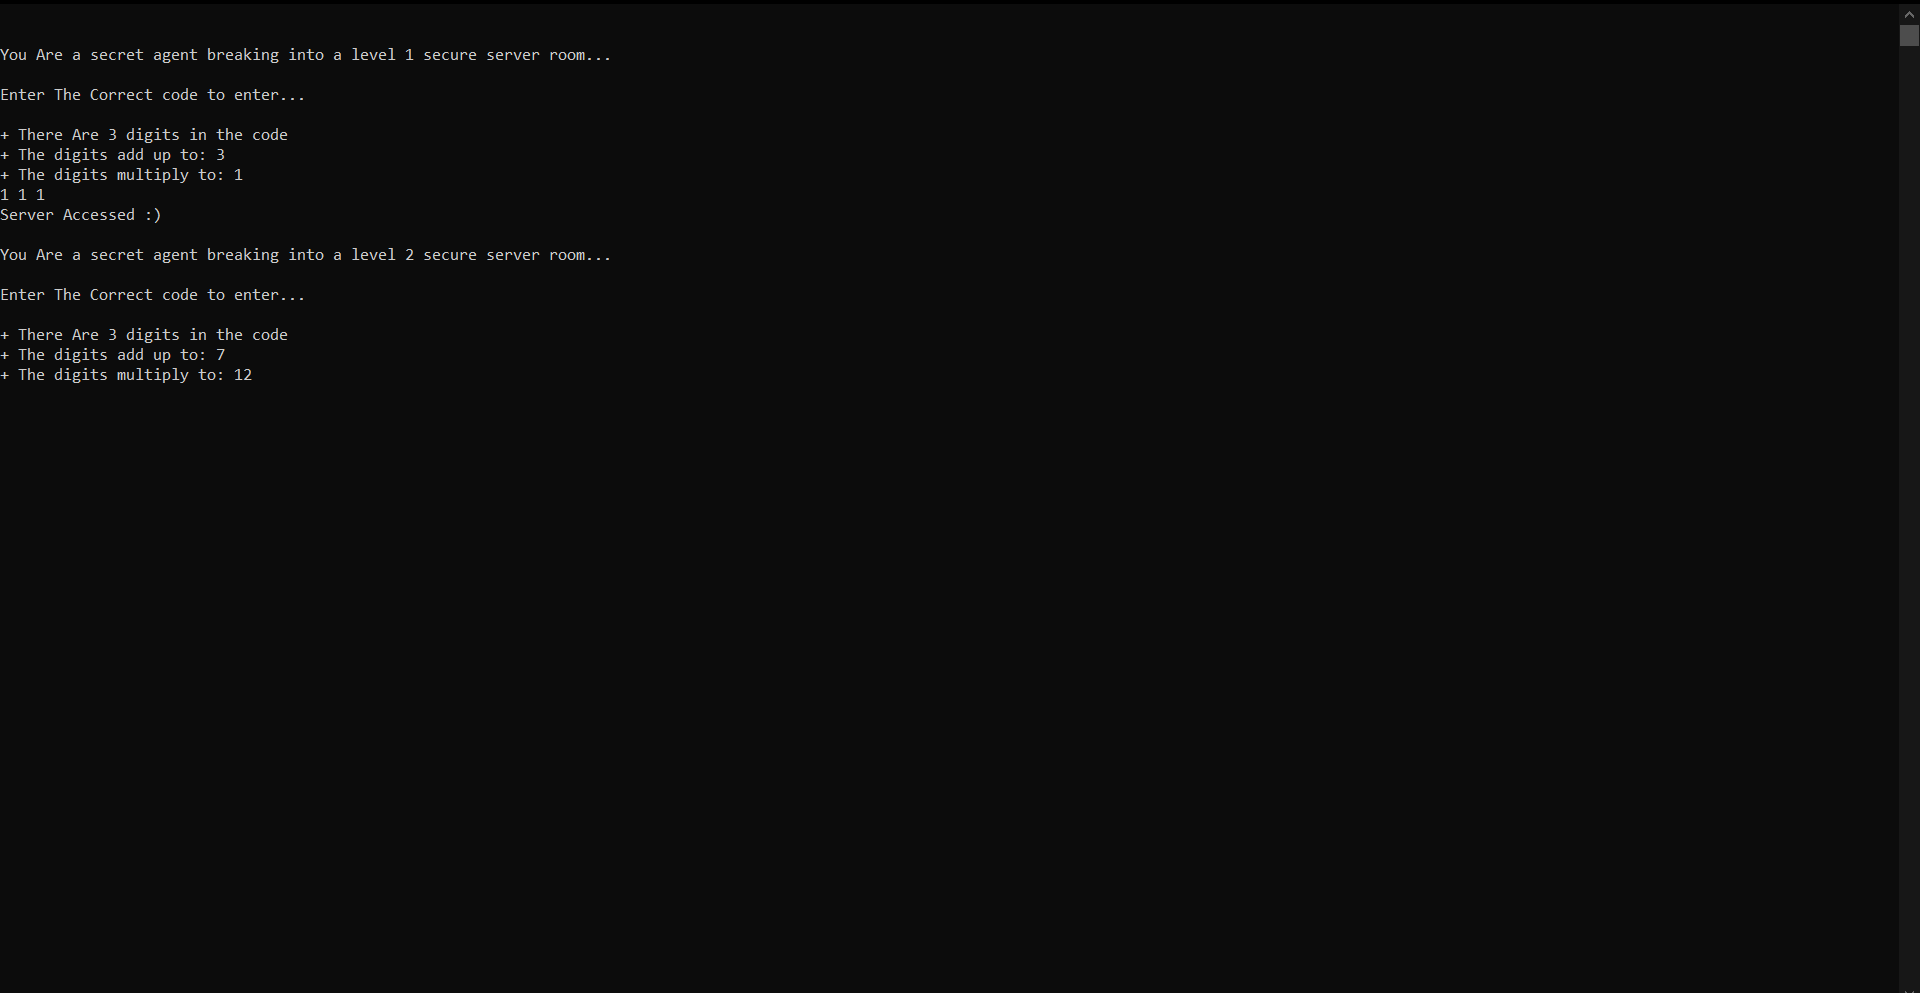 You Are a secret agent breaking into a level 1 secure server room...
Enter The Correct code to enter...
+ There Are 3 digits in the code
+ The digits add up to: 3
+ The digits multiply to: 1
1 1 1
Server Accessed :)
You Are a secret agent breaking into a level 2 secure server room...
Enter The Correct code to enter...
+ There Are 3 digits in the code
+ The digits add up to: 7
+ The digits multiply to: 12